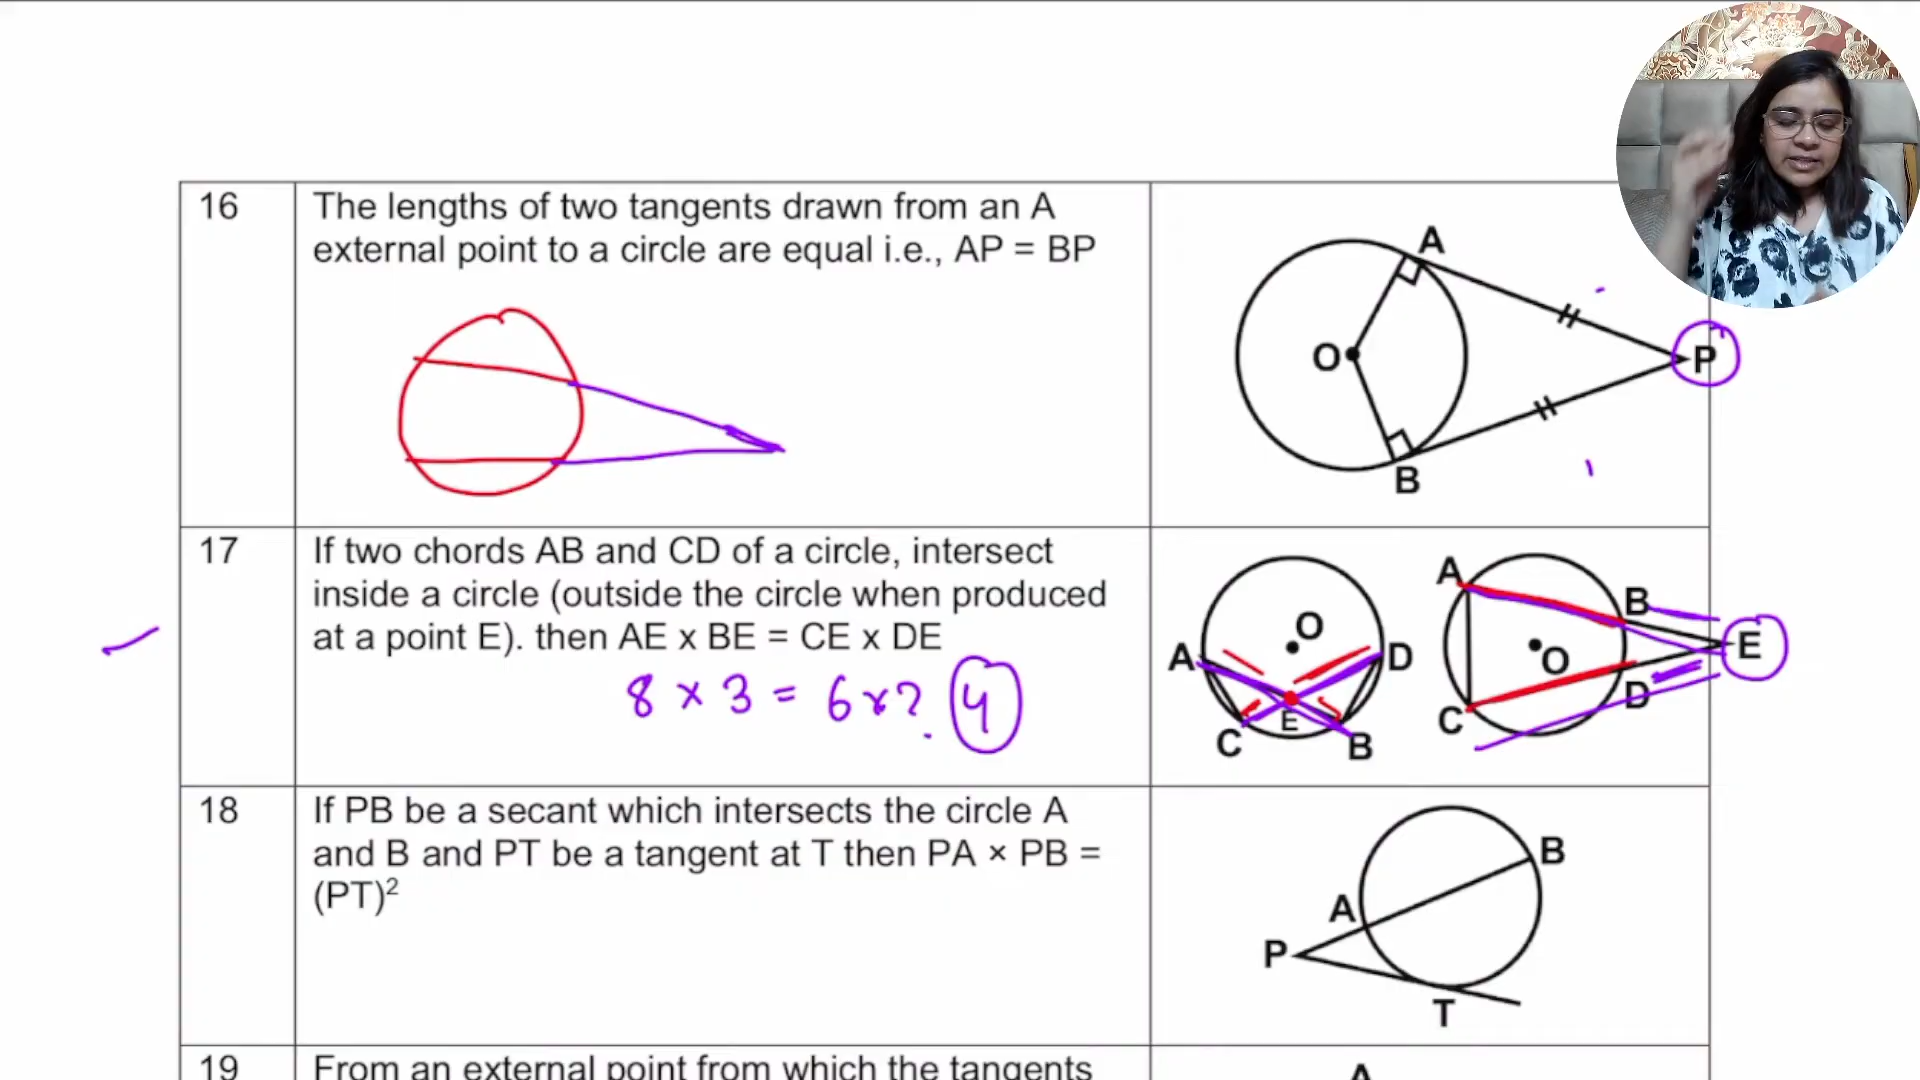 16
The lengths of two tangents drawn from an A
external point to a circle are equal i.e., AP = BP
A
O
P
B
17
If two chords AB and CD of a circle, intersect
inside a circle (outside the circle when produced
at a point E). then AE x BE = CE x DE
8 x 3 = 6 x ? 4
O
A
D
E
C
B
A
B
O
E
D
C
18
If PB be a secant which intersects the circle A
and B and PT be a tangent at T then PA × PB =
(PT)²
B
A
P
T
19
From an external point from which the tangents
A